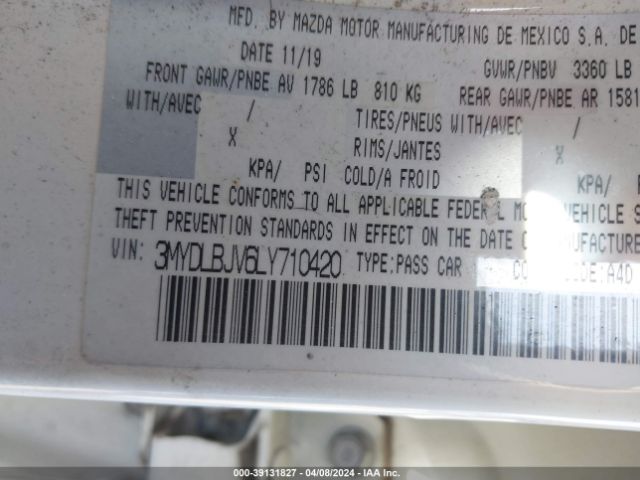 MFD. BY MAZDA MOTOR MANUFACTURING DE MEXICO S.A. DE
DATE 11/19
GVWR/PNBV 3360 LB
FRONT GAWR/PNBE AV 1786 LB 810 KG
REAR GAWR/PNBE AR 1581
WITH/AVEC / X
TIRES/PNEUS WITH/AVEC /
RIMS/JANTES X
KPA/ PSI COLD/A FROID KPA/
THIS VEHICLE CONFORMS TO ALL APPLICABLE FEDERAL MO VEHICLE S
THEFT PREVENTION STANDARDS IN EFFECT ON THE DATE MANUFACTURE
VIN: 3MYDLBJV6LY710420 TYPE:PASS CAR :A4D
000-39131827 - 04/08/2024 - IAA Inc.